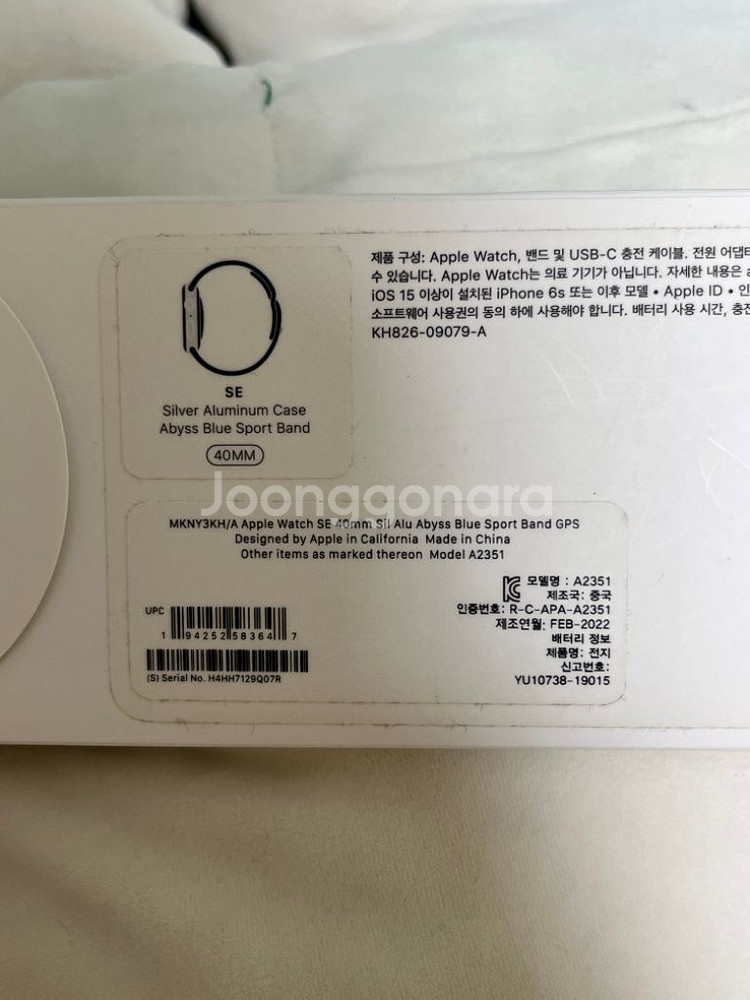 SE
Silver Aluminum Case
Abyss Blue Sport Band
40MM
제품 구성: Apple Watch, 밴드 및 USB-C 충전 케이블. 전원 어댑터
수 있습니다. Apple Watch는 의료 기기가 아닙니다. 자세한 내용은
iOS 15 이상이 설치된 iPhone 6s 또는 이후 모델 • Apple ID •
소프트웨어 사용권의 동의 하에 사용해야 합니다. 배터리 사용 시간,
KH826-09079-A
Joonggonara
MKNY3KH/A Apple Watch SE 40mm Sil Alu Abyss Blue Sport Band GPS
Designed by Apple in California Made in China
Other items as marked thereon Model A2351
UPC
1 94252 58364 7
(S) Serial No. H4HH7129Q07R
모델명 : A2351
제조국: 중국
인증번호: R-C-APA-A2351
제조연월: FEB-2022
배터리 정보
제품명: 전지
신고번호:
YU10738-19015